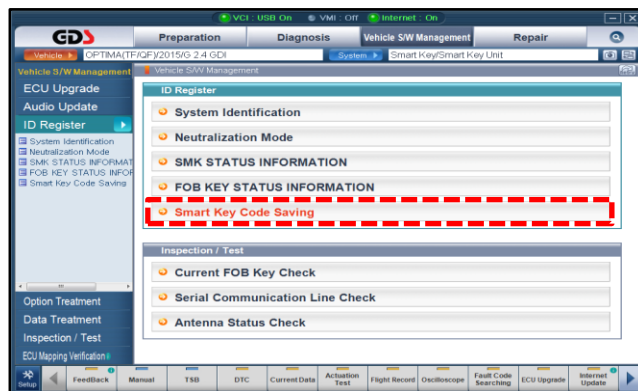 VCI : USB On VMI : Off Internet : On
GDS Preparation Diagnosis Vehicle S/W Management Repair
Vehicle OPTIMA(TF/QF)/2015/G 2.4 GDI System Smart Key/Smart Key Unit
Vehicle S/W Management
Vehicle S/W Management
ECU Upgrade
Audio Update
ID Register
System Identification
Neutralization Mode
SMK STATUS INFORMAT
FOB KEY STATUS INFOR
Smart Key Code Saving
Option Treatment
Data Treatment
Inspection / Test
ECU Mapping Verification
ID Register
System Identification
Neutralization Mode
SMK STATUS INFORMATION
FOB KEY STATUS INFORMATION
Smart Key Code Saving
Inspection / Test
Current FOB Key Check
Serial Communication Line Check
Antenna Status Check
Setup FeedBack Manual TSB DTC Current Data Actuation Test Flight Record Oscilloscope Fault Code Searching ECU Upgrade Internet Update